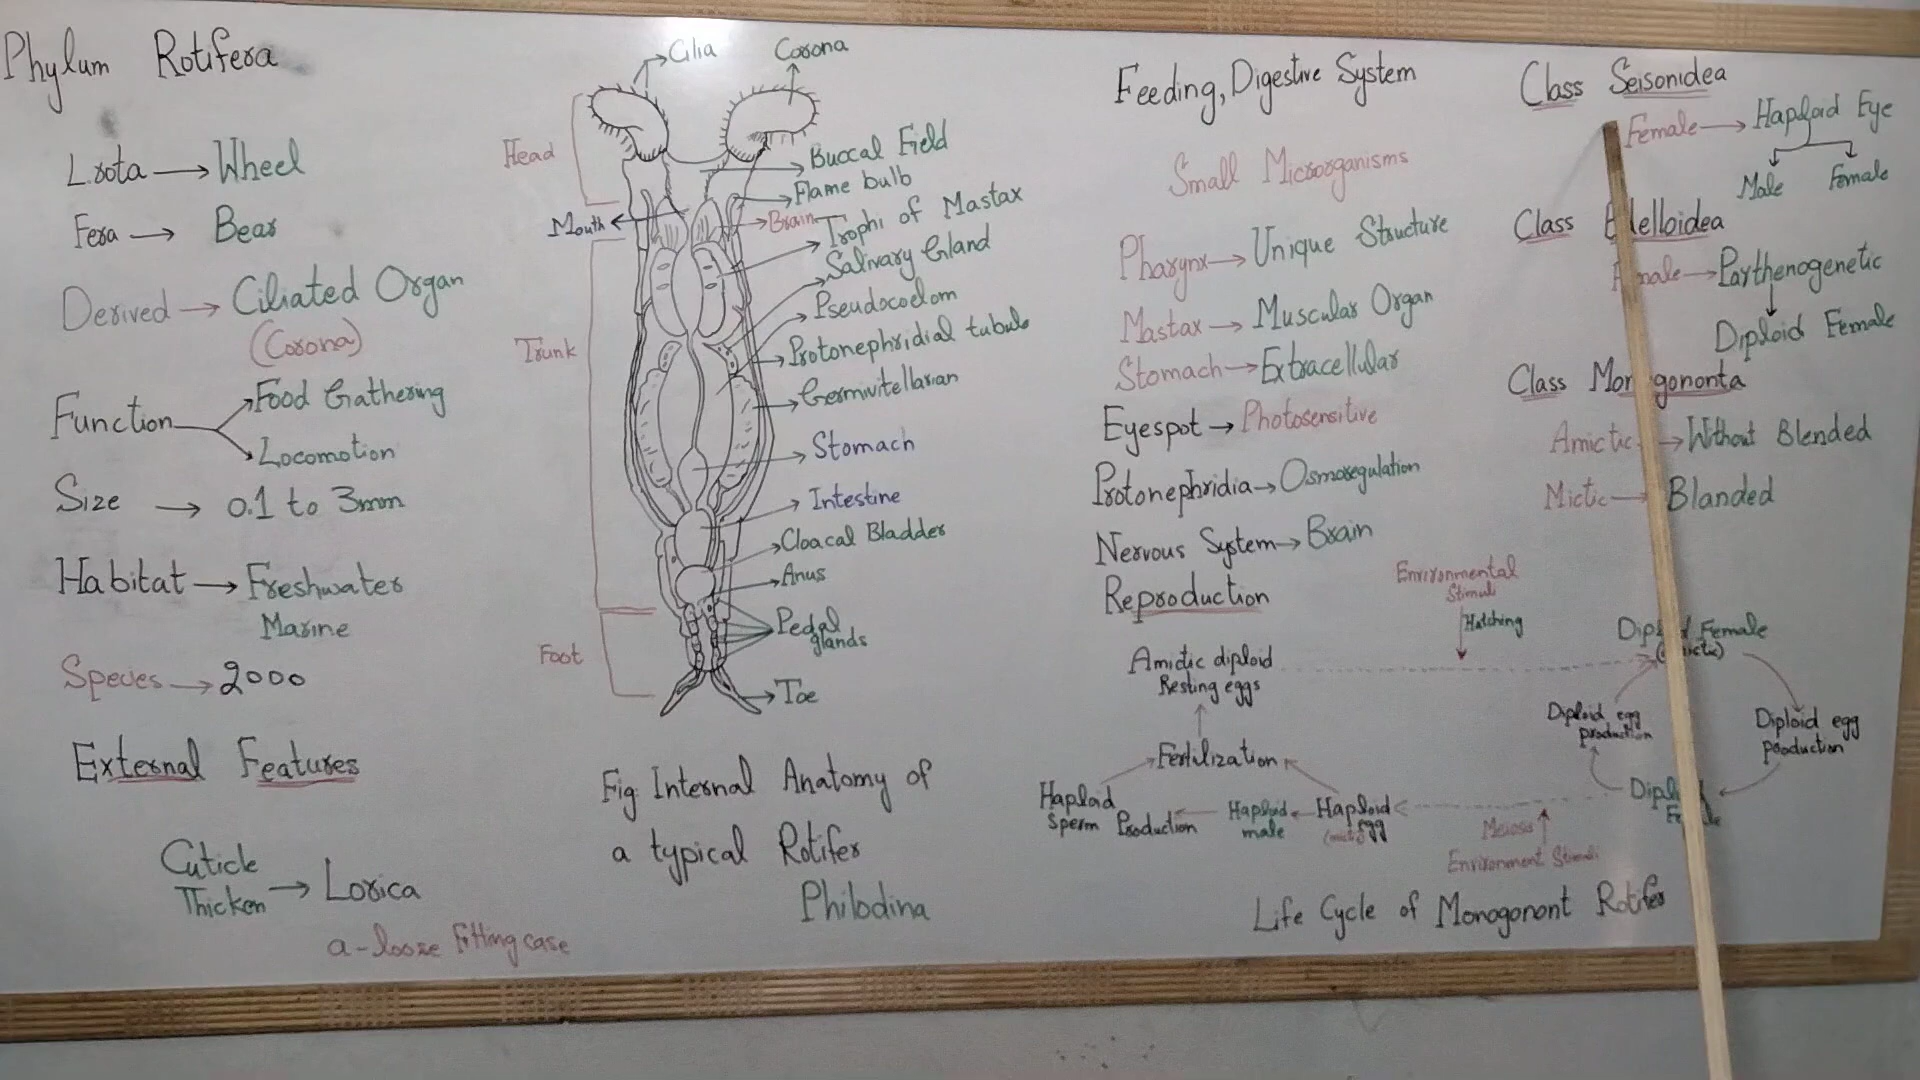 Phylum Rotifera
L.rota → Wheel
Fera → Bear
Derived → Ciliated Organ
(Corona)
Function
Food Gathering
Locomotion
Size → 0.1 to 3mm
Habitat → Freshwater
Marine
Species → 2000
External Features
Cuticle
Thicken → Lorica
a-loose Fitting case
Cilia
Corona
Head
Buccal Field
Flame bulb
Mouth
Brain
Trophi of Mastax
Salivary Gland
Pseudocoelom
Trunk
Protonephridial tubule
Germivitellarian
Stomach
Intestine
Cloacal Bladder
Anus
Pedal
glands
Foot
Toe
Fig Internal Anatomy of
a typical Rotifer
Philodina
Feeding, Digestive System
Small Microorganisms
Pharynx → Unique Structure
Mastax → Muscular Organ
Stomach → Extracellular
Eyespot → Photosensitive
Protonephridia → Osmoregulation
Nervous System → Brain
Reproduction
Class Seisonidea
Female → Haploid Eye
Male Female
Class
elloidea
→ Parthenogenetic
Diploid Female
Class
Amictic → Without Blended
Mictic → Blanded
Environmental
Stimuli
Hatching
Amictic diploid
Resting eggs
Female
Diploid egg
production
Diploid egg
production
Fertilization
Haploid
Sperm Production
Haploid
male
Haploid
egg
Meiosis
Environment Stimuli
Life Cycle of Monogonont Rotifer